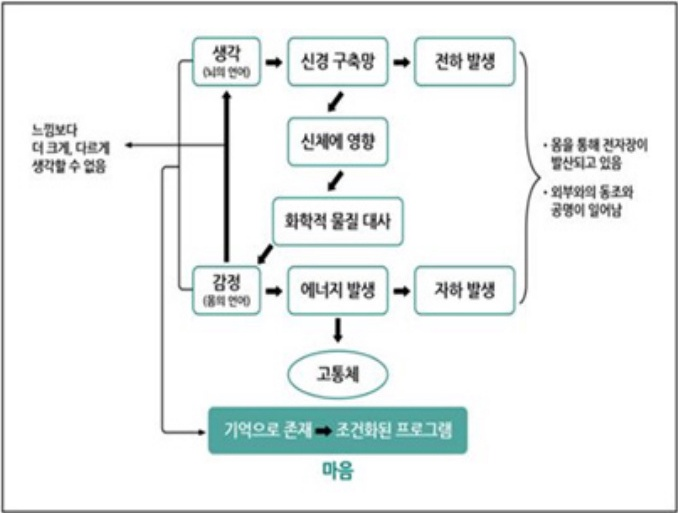 생각
(뇌의 언어)
신경 구축망
전하 발생
느낌보다
더 크게, 다르게
생각할 수 없음
신체에 영향
· 몸을 통해 전자장이
발산되고 있음
· 외부와의 동조와
공명이 일어남
화학적 물질 대사
감정
(몸의 언어)
에너지 발생
자하 발생
고통체
기억으로 존재 ➡ 조건화된 프로그램
마음